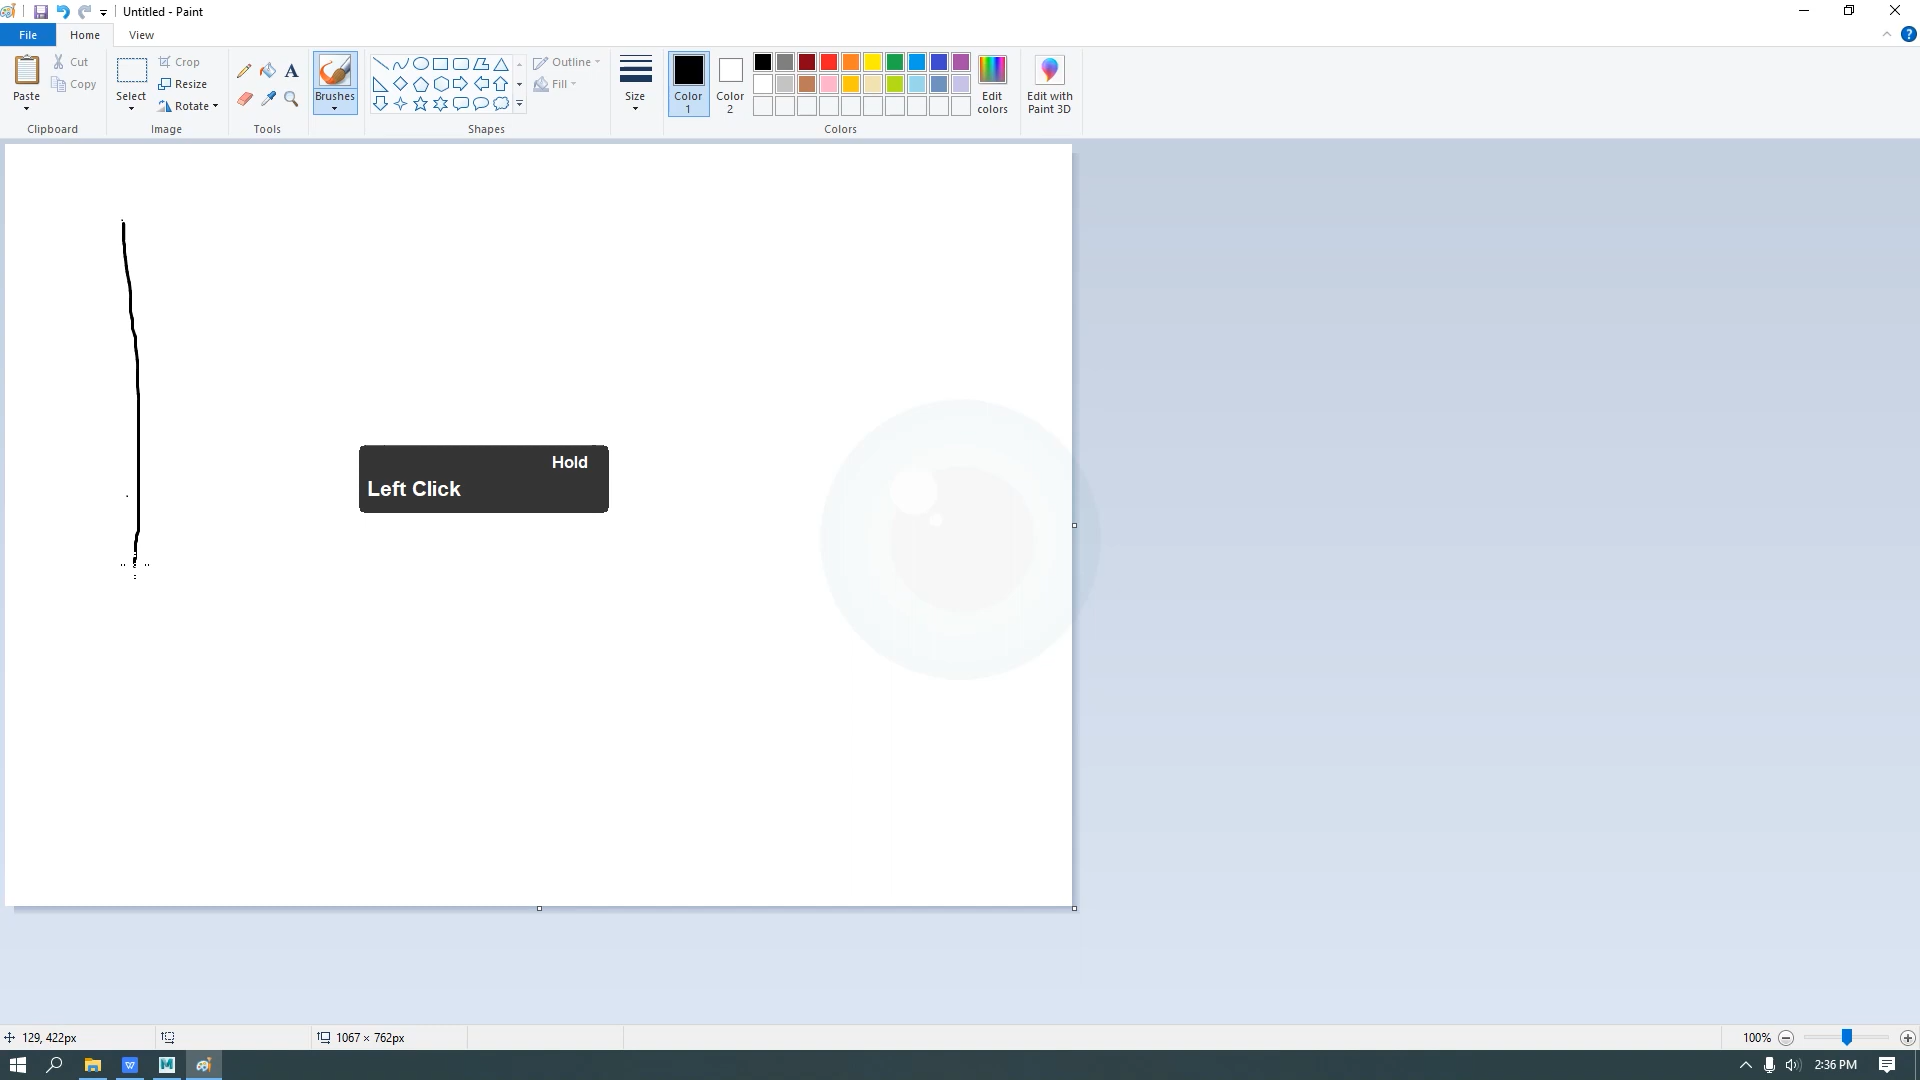 Untitled - Paint
File Home View
Paste
Cut
Copy
Clipboard
Select
Crop
Resize
Rotate
Image
A
Tools
Brushes
Outline
Fill
Shapes
Size
Color 1
Color 2
Edit colors
Colors
Edit with Paint 3D
?
Hold
Left Click
129, 422px
1067 × 762px
100%
W
M
2:36 PM